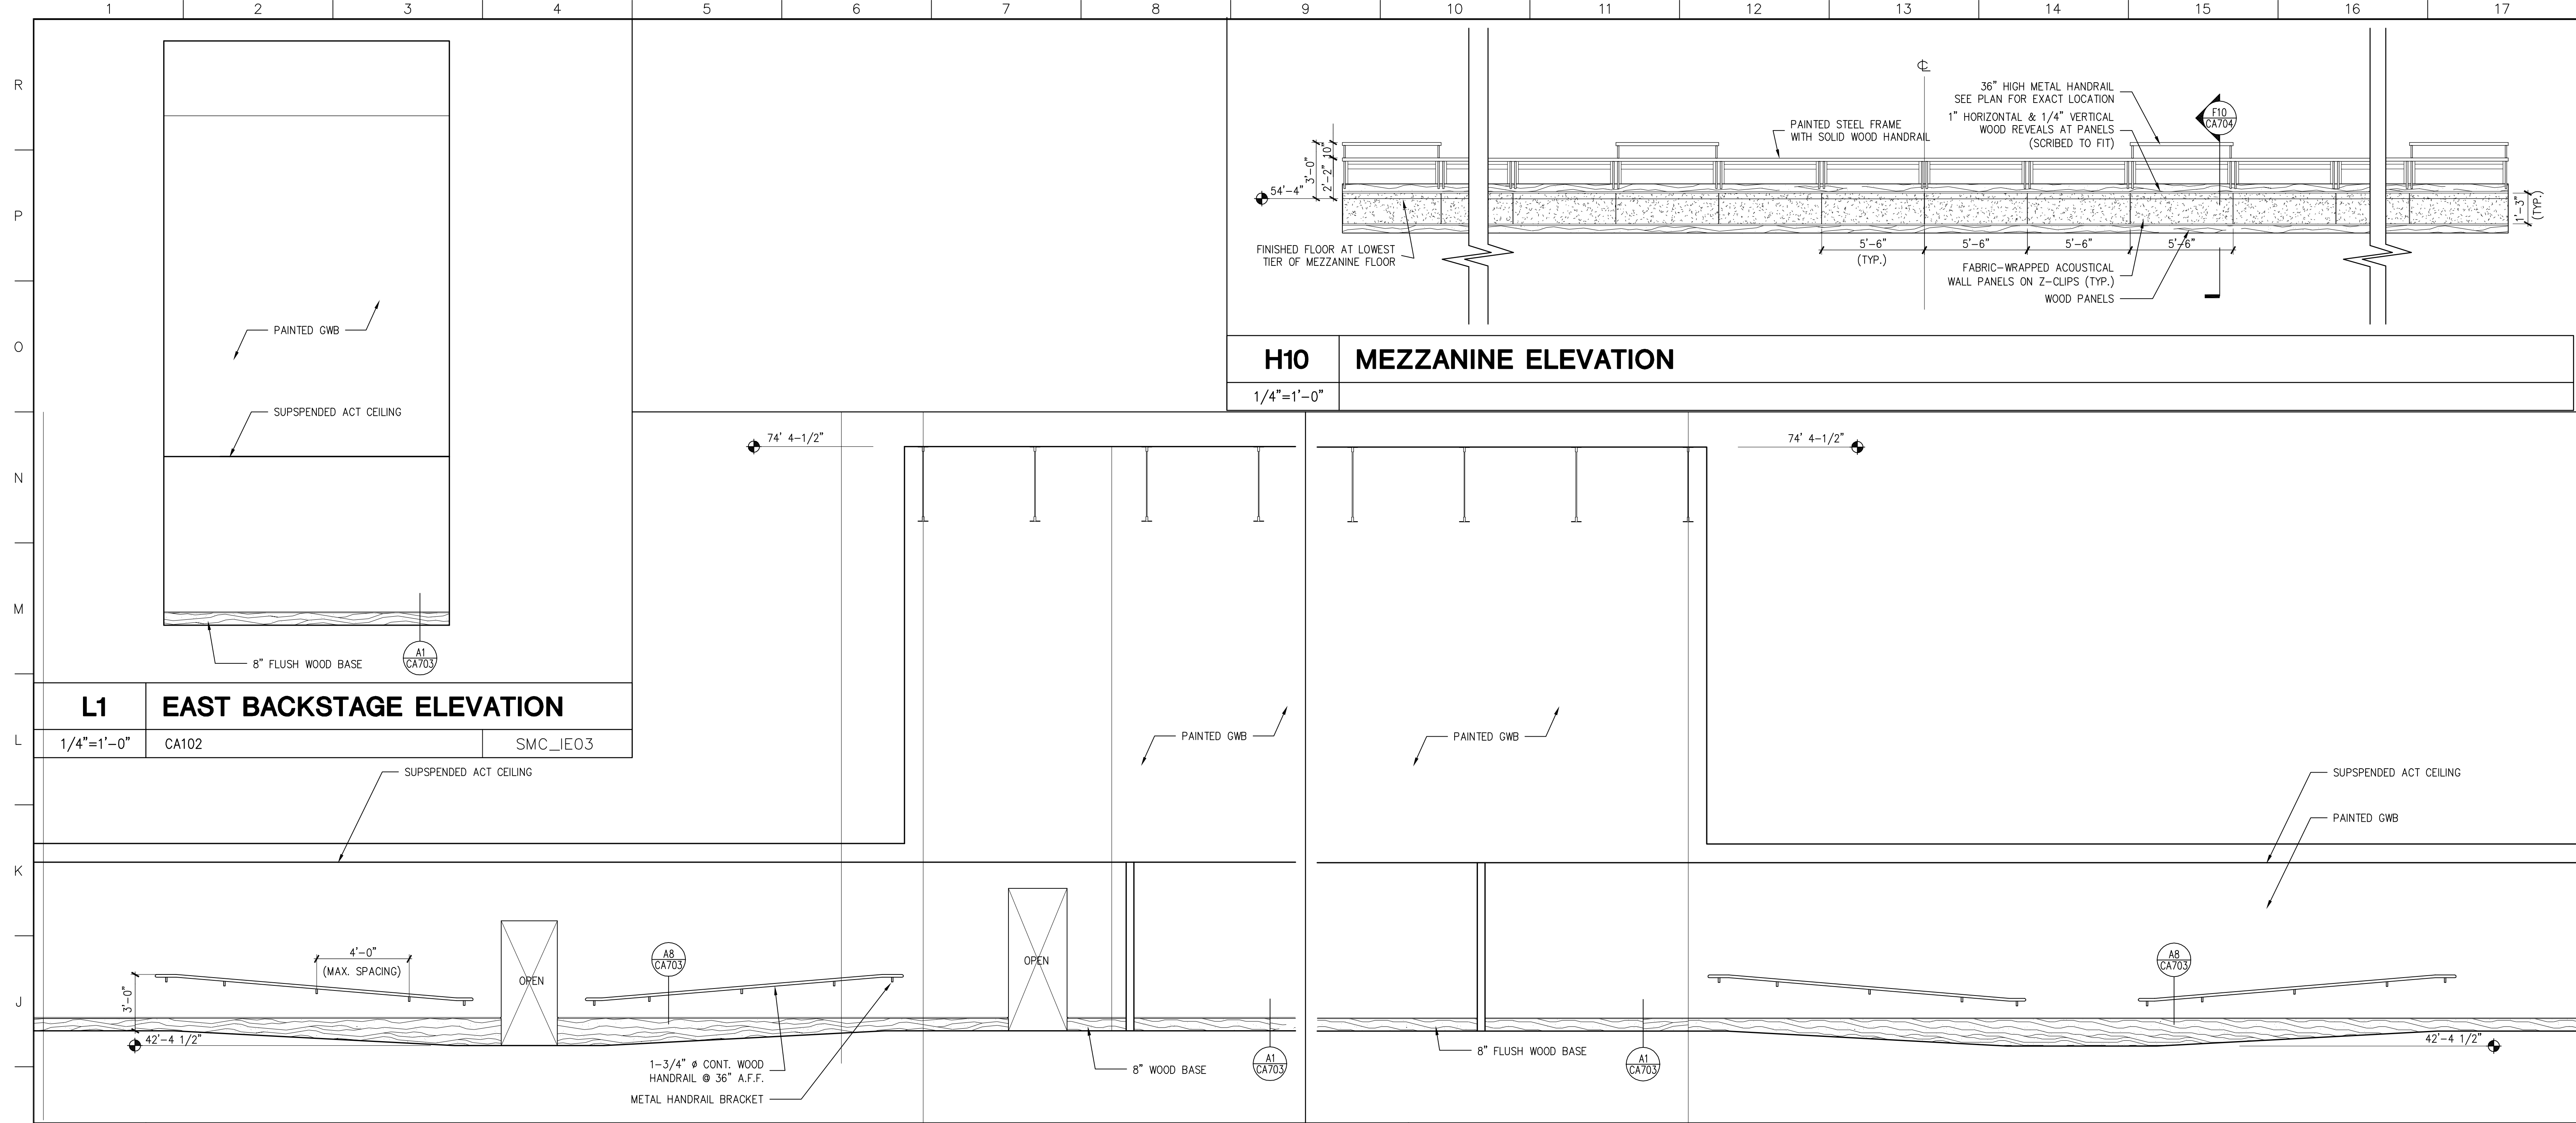 1 2 3 4 5 6 7 8 9 10 11 12 13 14 15 16 17
R
P
O
N
M
L
K
J
PAINTED GWB
SUPSPENDED ACT CEILING
8" FLUSH WOOD BASE
A1
CA703
L1 EAST BACKSTAGE ELEVATION
1/4"=1'-0" CA102 SMC_IE03
℄
36" HIGH METAL HANDRAIL
SEE PLAN FOR EXACT LOCATION
1" HORIZONTAL & 1/4" VERTICAL
WOOD REVEALS AT PANELS
(SCRIBED TO FIT)
F10
CA704
PAINTED STEEL FRAME
WITH SOLID WOOD HANDRAIL
3'-0"
2'-2"
10"
54'-4"
1'-3"
(TYP.)
FINISHED FLOOR AT LOWEST
TIER OF MEZZANINE FLOOR
5'-6" 5'-6" 5'-6" 5'-6"
(TYP.)
FABRIC-WRAPPED ACOUSTICAL
WALL PANELS ON Z-CLIPS (TYP.)
WOOD PANELS
H10 MEZZANINE ELEVATION
1/4"=1'-0"
74' 4-1/2"
PAINTED GWB
SUPSPENDED ACT CEILING
4'-0"
(MAX. SPACING)
3'-0"
42'-4 1/2"
OPEN
A8
CA703
OPEN
1-3/4" ø CONT. WOOD
HANDRAIL @ 36" A.F.F.
METAL HANDRAIL BRACKET
8" WOOD BASE
A1
CA703
74' 4-1/2"
PAINTED GWB
SUPSPENDED ACT CEILING
PAINTED GWB
A8
CA703
8" FLUSH WOOD BASE
A1
CA703
42'-4 1/2"